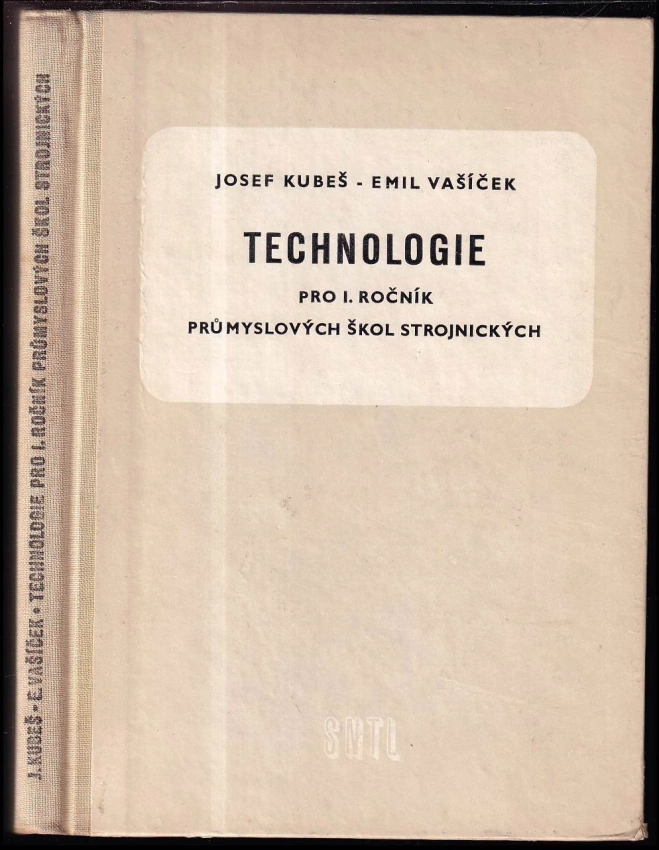 JOSEF KUBEŠ - EMIL VAŠÍČEK
TECHNOLOGIE
PRO I. ROČNÍK
PRŮMYSLOVÝCH ŠKOL STROJNICKÝCH
SNTL
J. KUBEŠ • E. VAŠÍČEK • TECHNOLOGIE PRO I. ROČNÍK PRŮMYSLOVÝCH ŠKOL STROJNICKÝCH